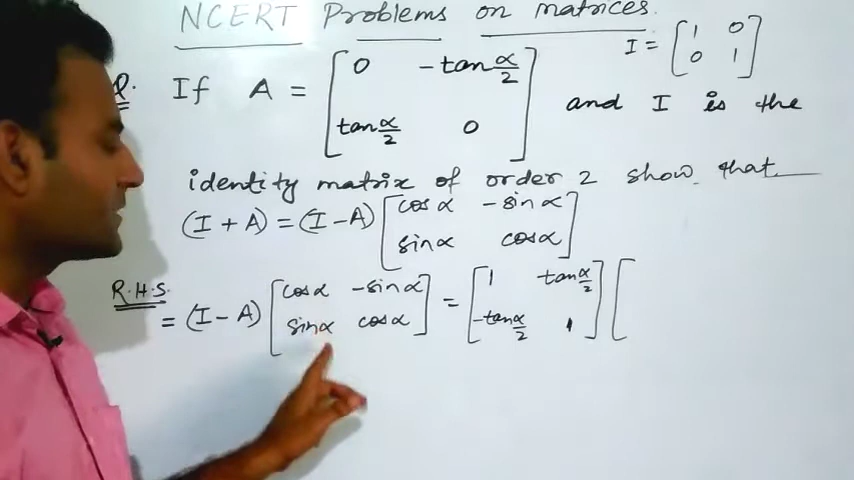 NCERT Problems on matrices.
I = [1 0
0 1]
Q. If A = [0 -tan α/2
tan α/2 0] and I is the
identity matrix of order 2 show that
(I + A) = (I - A) [cos α -sin α
sin α cos α]
R.H.S.
= (I - A) [cos α -sin α
sin α cos α] = [1 tan α/2
-tan α/2 1] [